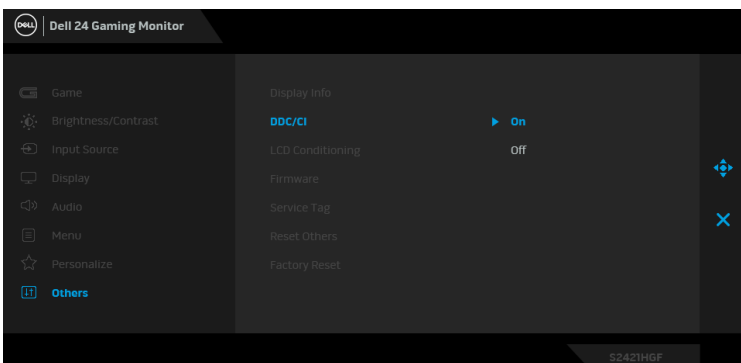 DELL Dell 24 Gaming Monitor
Game
Display Info
Brightness/Contrast
DDC/CI
On
Input Source
LCD Conditioning
Off
Display
Firmware
Audio
Service Tag
Menu
Reset Others
Personalize
Factory Reset
Others
S2421HGF